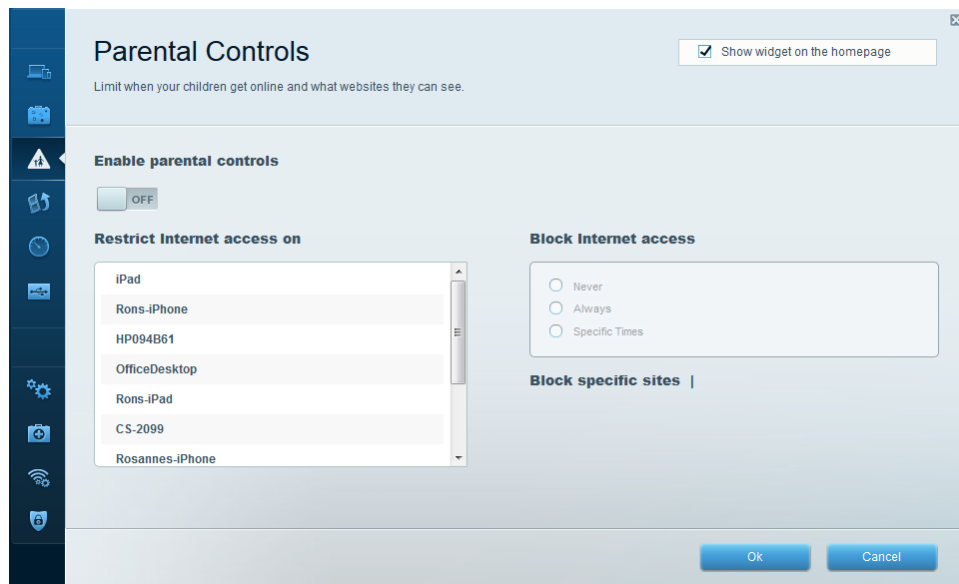 Parental Controls
Show widget on the homepage
Limit when your children get online and what websites they can see.
Enable parental controls
OFF
Restrict Internet access on
iPad
Rons-iPhone
HP094B61
OfficeDesktop
Rons-iPad
CS-2099
Rosannes-iPhone
Block Internet access
Never
Always
Specific Times
Block specific sites |
Ok
Cancel